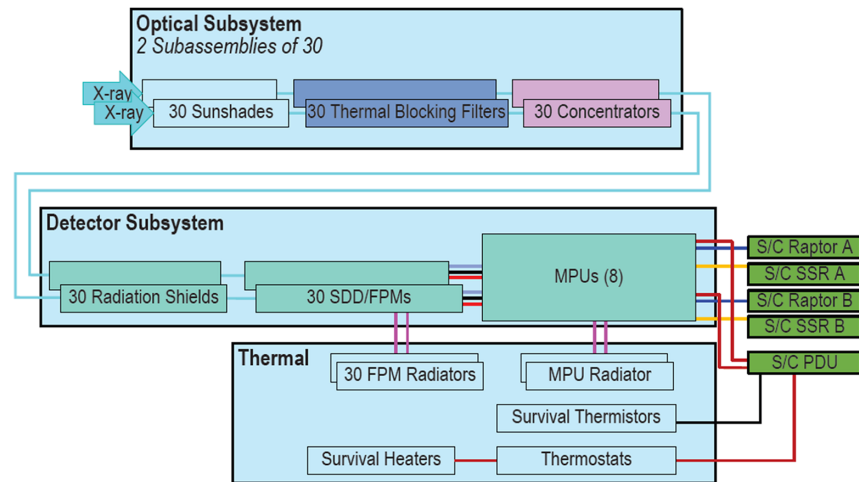 Optical Subsystem
2 Subassemblies of 30
X-ray
X-ray
30 Sunshades
30 Thermal Blocking Filters
30 Concentrators
Detector Subsystem
30 Radiation Shields
30 SDD/FPMs
MPUs (8)
S/C Raptor A
S/C SSR A
S/C Raptor B
S/C SSR B
S/C PDU
Thermal
30 FPM Radiators
MPU Radiator
Survival Thermistors
Survival Heaters
Thermostats